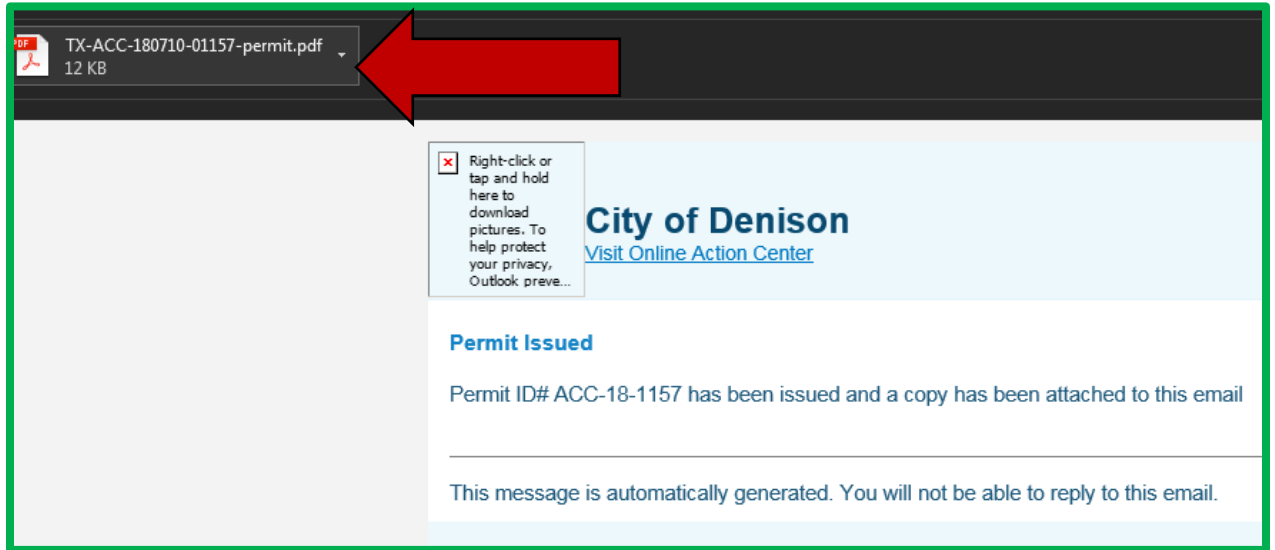 PDF
TX-ACC-180710-01157-permit.pdf
12 KB
Right-click or
tap and hold
here to
download
pictures. To
help protect
your privacy,
Outlook preve...
City of Denison
Visit Online Action Center
Permit Issued
Permit ID# ACC-18-1157 has been issued and a copy has been attached to this email
This message is automatically generated. You will not be able to reply to this email.